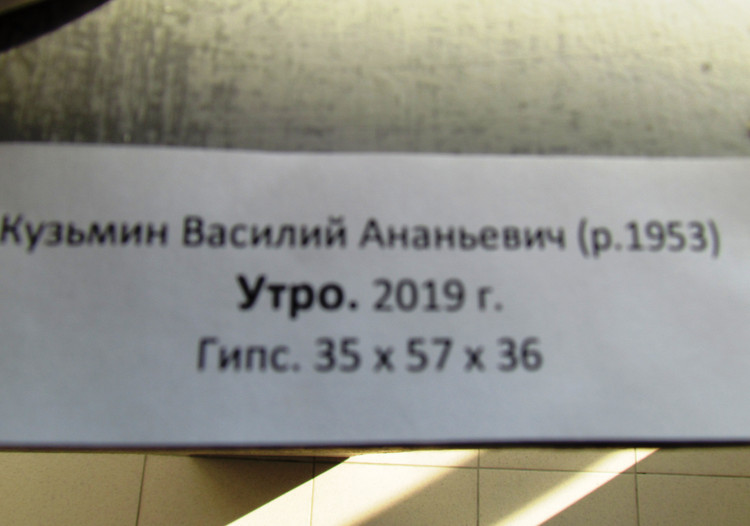 Кузьмин Василий Ананьевич (р.1953)
Утро. 2019 г.
Гипс. 35 х 57 х 36